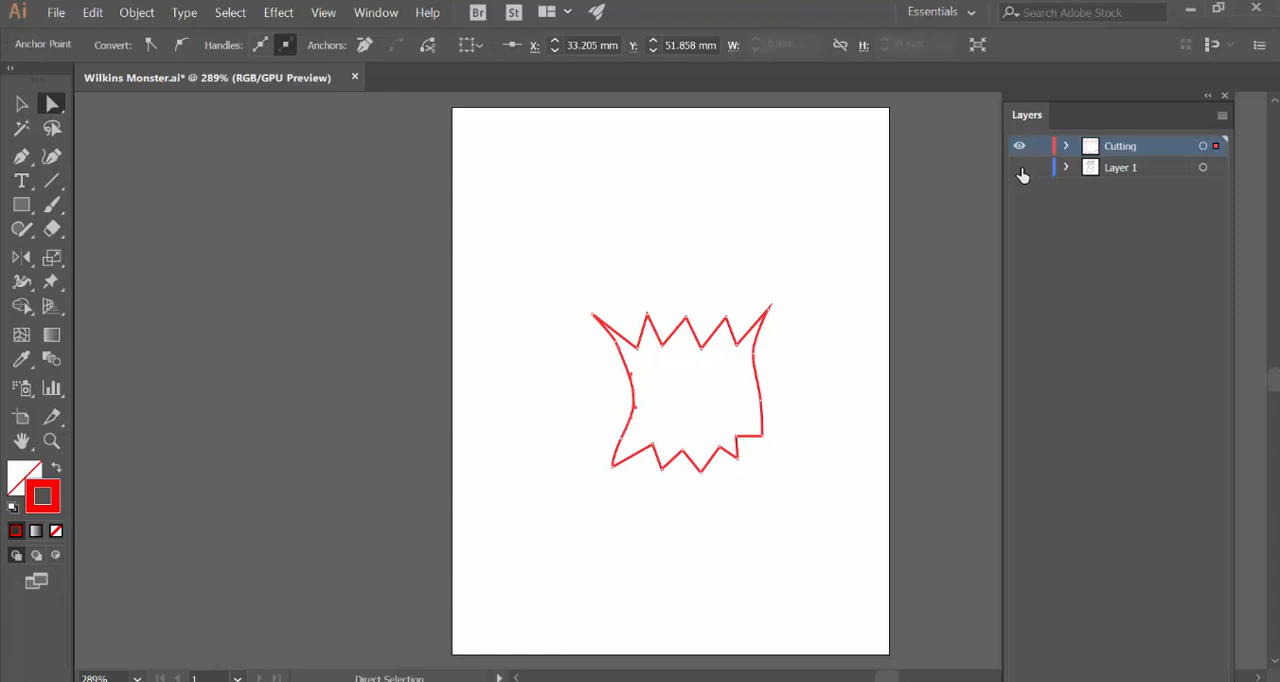 Ai File Edit Object Type Select Effect View Window Help Br St Essentials Search Adobe Stock
Anchor Point Convert: Handles: Anchors: X: 33.205 mm Y: 51.858 mm W: H:
Wilkins Monster.ai* @ 289% (RGB/GPU Preview)
Layers
Cutting
Layer 1
289% 1 Direct Selection